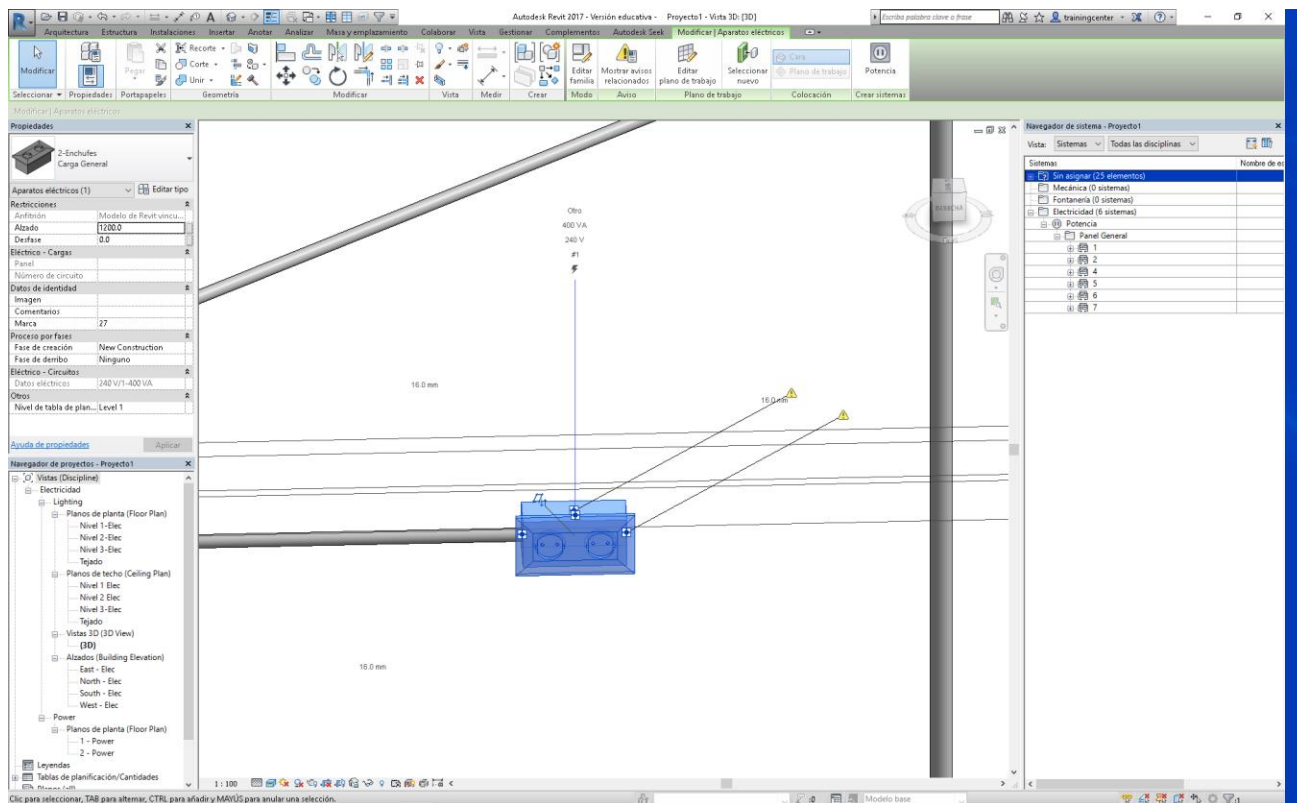 Autodesk Revit 2017 - Versión educativa - Proyecto1 - Vista 3D: {3D}
Escriba palabra clave o frase
trainingcenter
Arquitectura Estructura Instalaciones Insertar Anotar Analizar Masa y emplazamiento Colaborar Vista Gestionar Complementos Autodesk Seek Modificar | Aparatos eléctricos
Modificar
Pegar
Recorte
Corte
Unir
Editar familia
Mostrar avisos relacionados
Editar plano de trabajo
Seleccionar nuevo
Cara
Plano de trabajo
Potencia
Seleccionar Propiedades Portapapeles Geometría Modificar Vista Medir Crear Modo Aviso Plano de trabajo Colocación Crear sistemas
Modificar | Aparatos eléctricos
Propiedades
2-Enchufes
Carga General
Aparatos eléctricos (1) Editar tipo
Restricciones
Anfitrión Modelo de Revit vincu...
Alzado 1200.0
Desfase 0.0
Eléctrico - Cargas
Panel
Número de circuito
Datos de identidad
Imagen
Comentarios
Marca 27
Proceso por fases
Fase de creación New Construction
Fase de derribo Ninguno
Eléctrico - Circuitos
Datos eléctricos 240 V/1-400 VA
Otros
Nivel de tabla de plan... Level 1
Ayuda de propiedades Aplicar
Navegador de proyectos - Proyecto1
Vistas (Discipline)
Electricidad
Lighting
Planos de planta (Floor Plan)
Nivel 1-Elec
Nivel 2-Elec
Nivel 3-Elec
Tejado
Planos de techo (Ceiling Plan)
Nivel 1 Elec
Nivel 2 Elec
Nivel 3-Elec
Tejado
Vistas 3D (3D View)
{3D}
Alzados (Building Elevation)
East - Elec
North - Elec
South - Elec
West - Elec
Power
Planos de planta (Floor Plan)
1 - Power
2 - Power
Leyendas
Tablas de planificación/Cantidades
Otro
400 VA
240 V
#1
16.0 mm
16.0 mm
16.0 mm
DERECHA
1 : 100
Navegador de sistema - Proyecto1
Vista: Sistemas Todas las disciplinas
Sistemas Nombre de es
Sin asignar (25 elementos)
Mecánica (0 sistemas)
Fontanería (0 sistemas)
Electricidad (6 sistemas)
Potencia
Panel General
1
2
4
5
6
7
Clic para seleccionar, TAB para alternar, CTRL para añadir y MAYÚS para anular una selección.
:0
Modelo base
:1